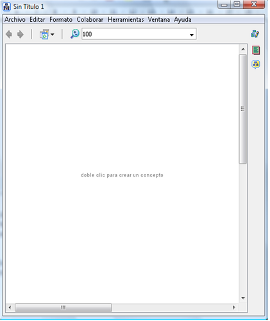 Sin Título 1
Archivo Editar Formato Colaborar Herramientas Ventana Ayuda
100
doble clic para crear un concepto